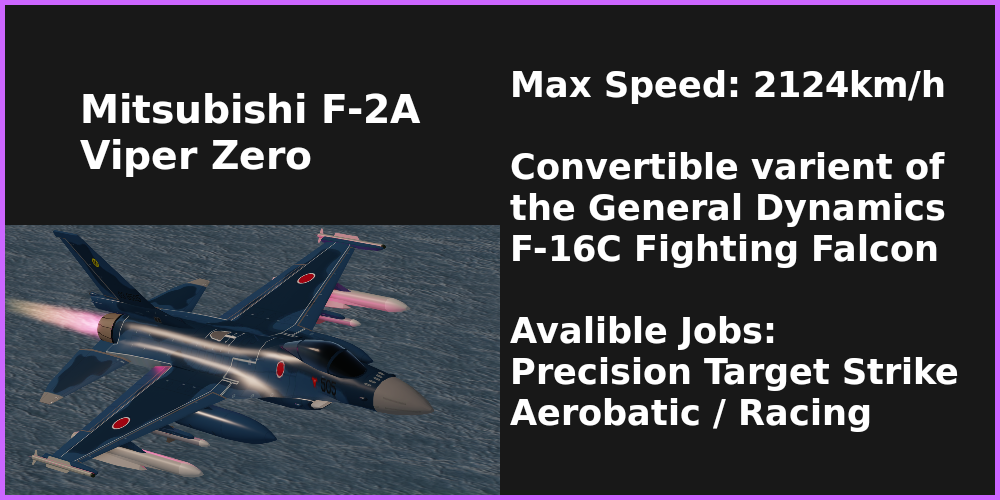 Mitsubishi F-2A
Viper Zero
Max Speed: 2124km/h
Convertible varient of
the General Dynamics
F-16C Fighting Falcon
Avalible Jobs:
Precision Target Strike
Aerobatic / Racing